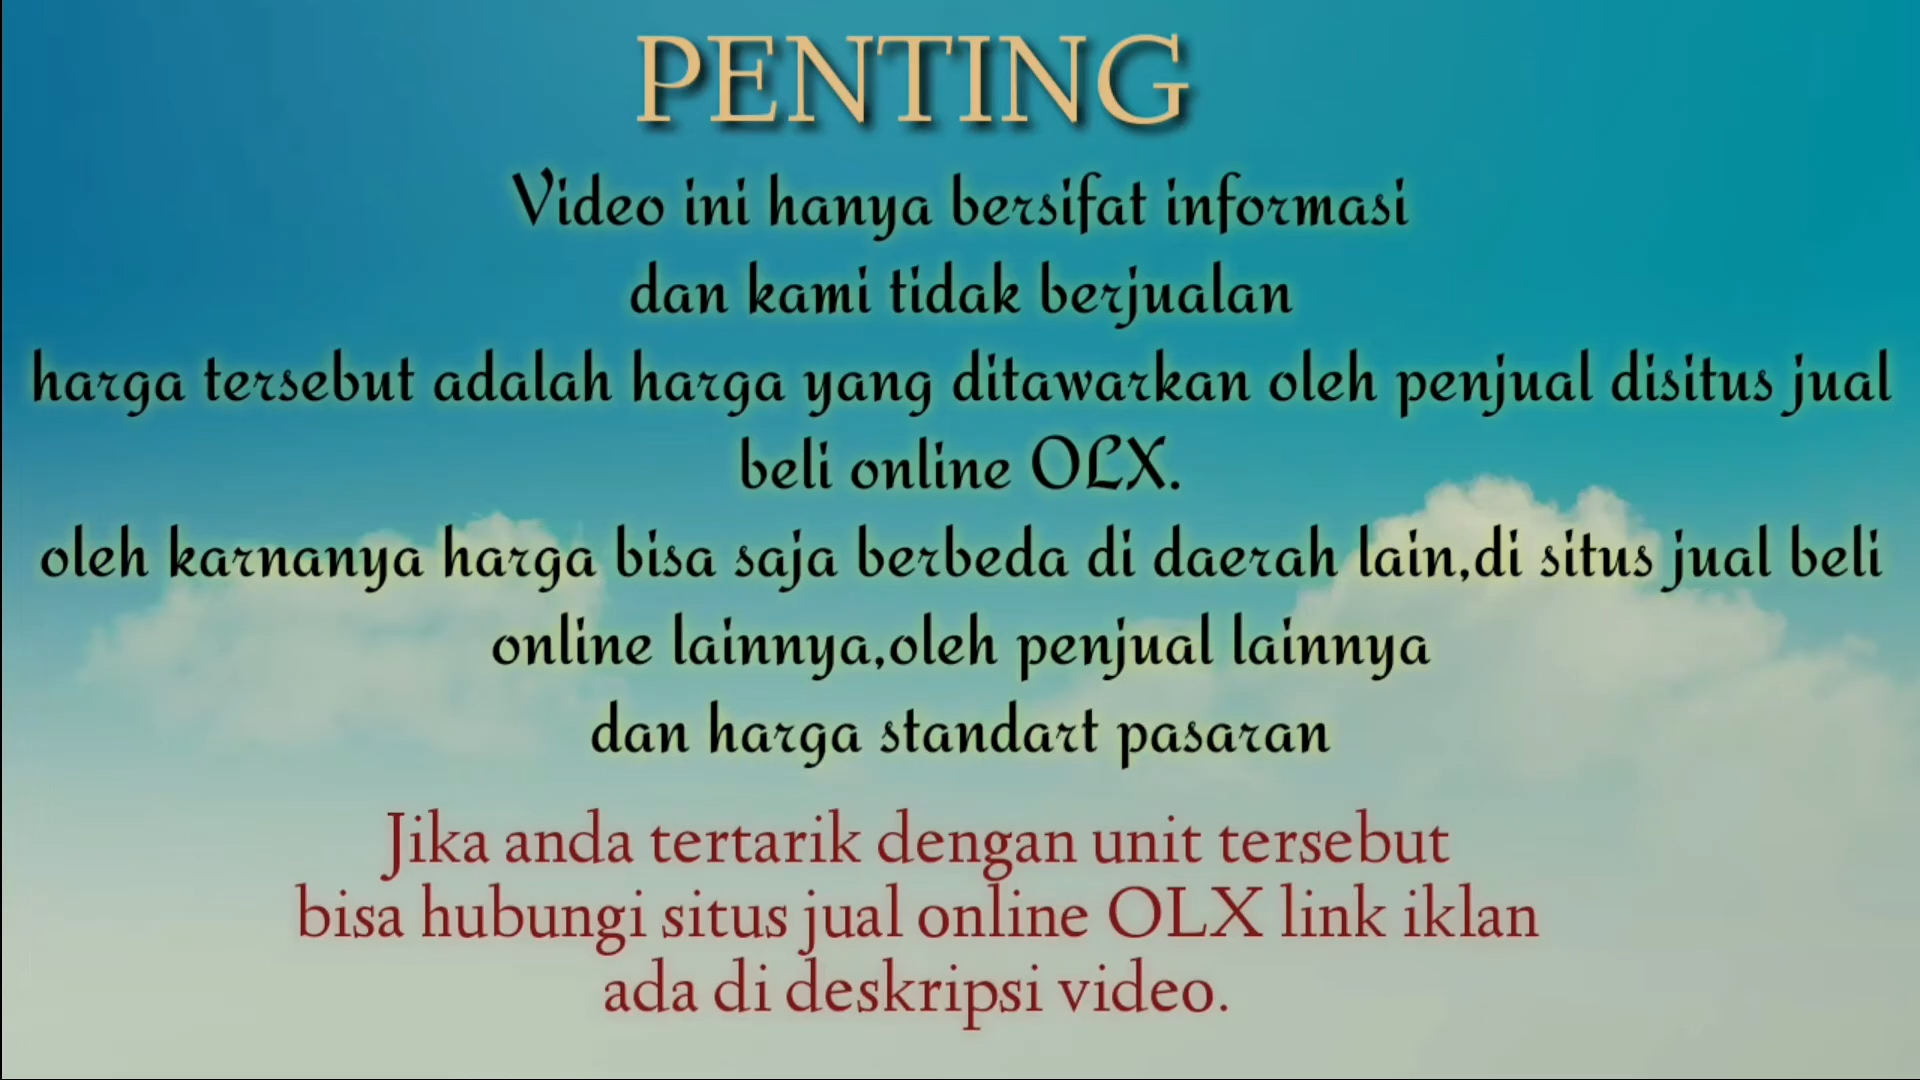 PENTING
Video ini hanya bersifat informasi
dan kami tidak berjualan
harga tersebut adalah harga yang ditawarkan oleh penjual disitus jual
beli online OLX.
oleh karnanya harga bisa saja berbeda di daerah lain,di situs jual beli
online lainnya,oleh penjual lainnya
dan harga standart pasaran
Jika anda tertarik dengan unit tersebut
bisa hubungi situs jual online OLX link iklan
ada di deskripsi video.